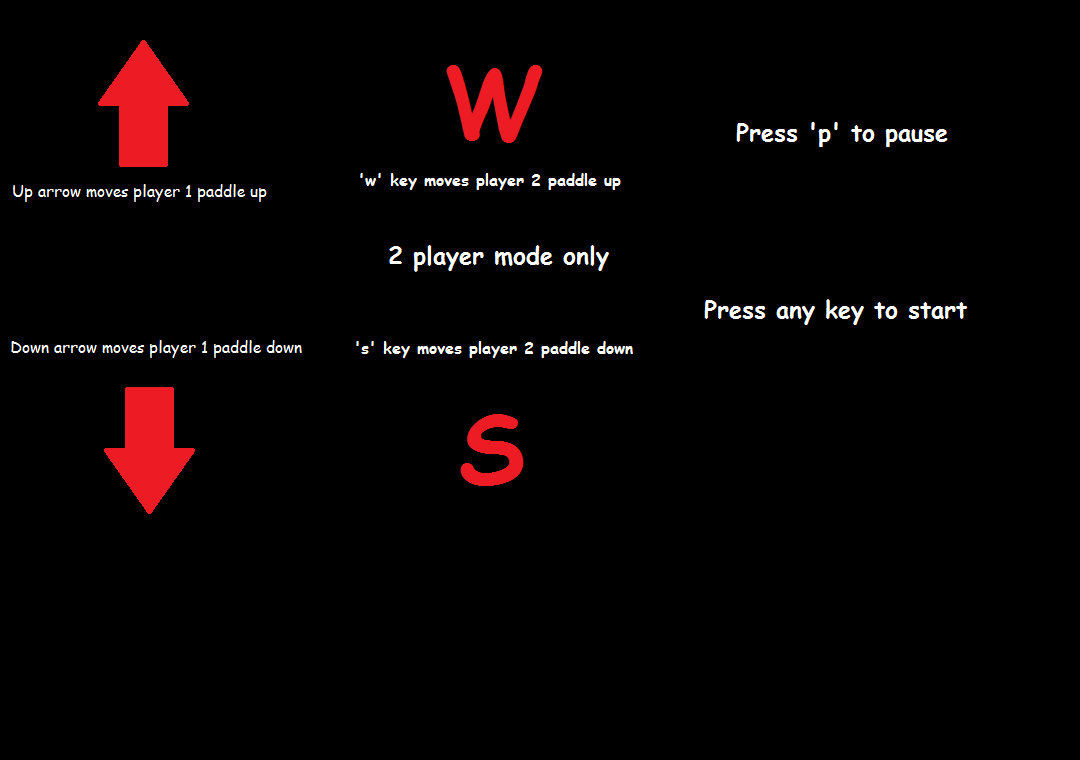 W
Press 'p' to pause
'w' key moves player 2 paddle up
Up arrow moves player 1 paddle up
2 player mode only
Press any key to start
Down arrow moves player 1 paddle down
's' key moves player 2 paddle down
S